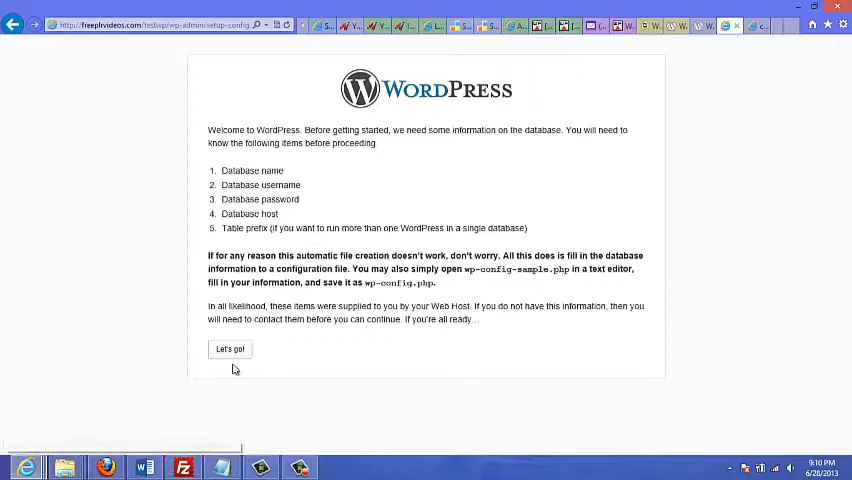 http://freeplrvideos.com/testwp/wp-admin/setup-config
WORDPRESS
Welcome to WordPress. Before getting started, we need some information on the database. You will need to
know the following items before proceeding.
1. Database name
2. Database username
3. Database password
4. Database host
5. Table prefix (if you want to run more than one WordPress in a single database)
If for any reason this automatic file creation doesn't work, don't worry. All this does is fill in the database
information to a configuration file. You may also simply open wp-config-sample.php in a text editor,
fill in your information, and save it as wp-config.php.
In all likelihood, these items were supplied to you by your Web Host. If you do not have this information, then you
will need to contact them before you can continue. If you're all ready…
Let's go!
9:10 PM
6/28/2013